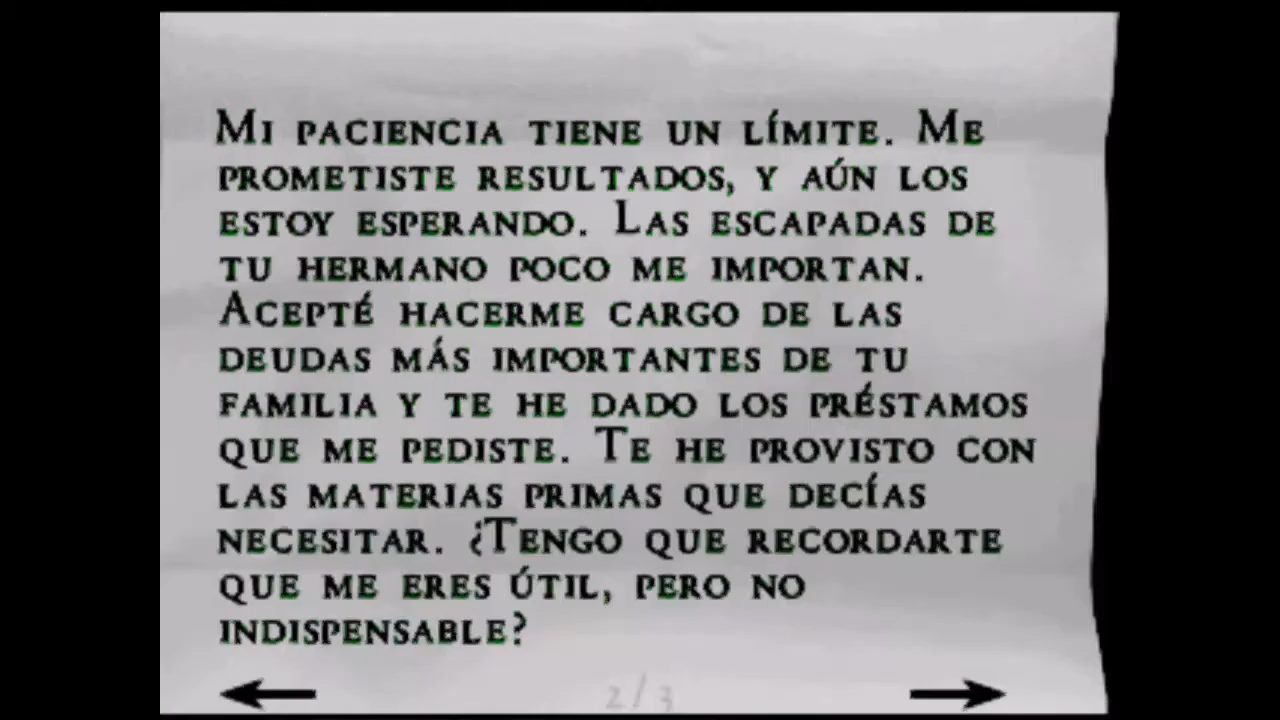 Mi paciencia tiene un límite. Me
prometiste resultados, y aún los
estoy esperando. Las escapadas de
tu hermano poco me importan.
Acepté hacerme cargo de las
deudas más importantes de tu
familia y te he dado los préstamos
que me pediste. Te he provisto con
las materias primas que decías
necesitar. ¿Tengo que recordarte
que me eres útil, pero no
indispensable?
2/3